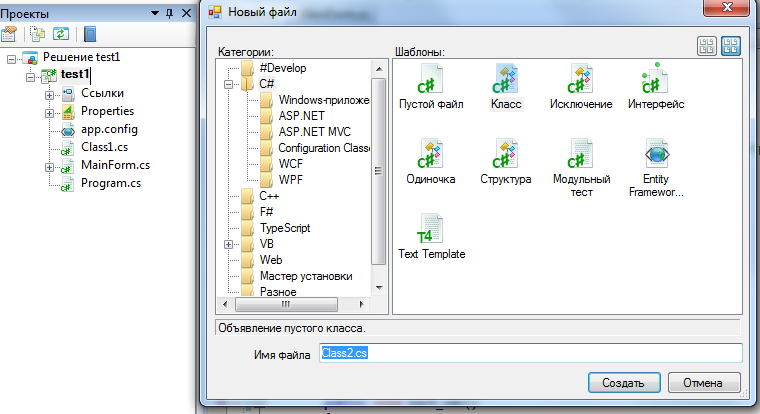 Проекты
Решение test1
test1
Ссылки
Properties
app.config
Class1.cs
MainForm.cs
Program.cs
Новый файл
Категории:
#Develop
C#
Windows-приложе
ASP.NET
ASP.NET MVC
Configuration Classe
WCF
WPF
C++
F#
TypeScript
VB
Web
Мастер установки
Разное
Шаблоны:
Пустой файл
Класс
Исключение
Интерфейс
Одиночка
Структура
Модульный тест
Entity Framewor...
T4
Text Template
Объявление пустого класса.
Имя файла
Class2.cs
Создать
Отмена